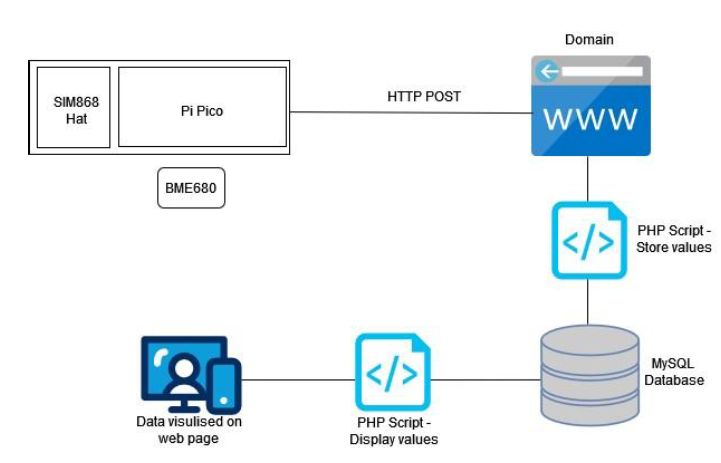 Domain
SIM868
Hat
Pi Pico
HTTP POST
WWW
BME680
</>
PHP Script -
Store values
</>
MySQL
Database
Data visulised on
web page
PHP Script -
Display values